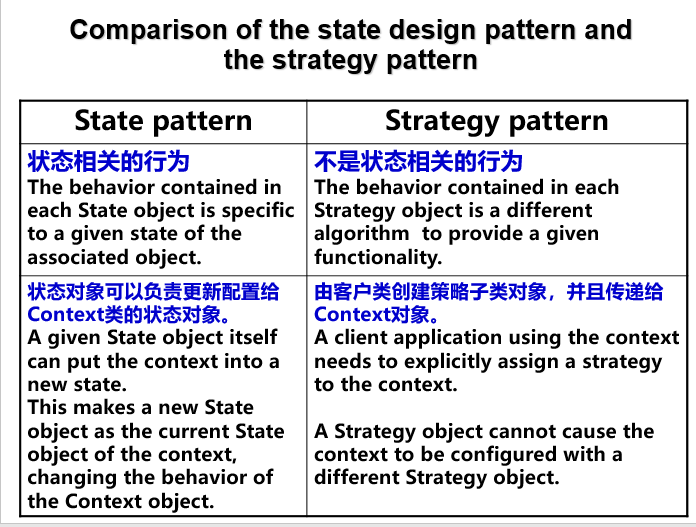 Comparison of the state design pattern and
the strategy pattern
State pattern
Strategy pattern
状态相关的行为
The behavior contained in
each State object is specific
to a given state of the
associated object.
不是状态相关的行为
The behavior contained in each
Strategy object is a different
algorithm to provide a given
functionality.
状态对象可以负责更新配置给
Context类的状态对象。
A given State object itself
can put the context into a
new state.
This makes a new State
object as the current State
object of the context,
changing the behavior of
the Context object.
由客户类创建策略子类对象，并且传递给
Context对象。
A client application using the context
needs to explicitly assign a strategy
to the context.
A Strategy object cannot cause the
context to be configured with a
different Strategy object.